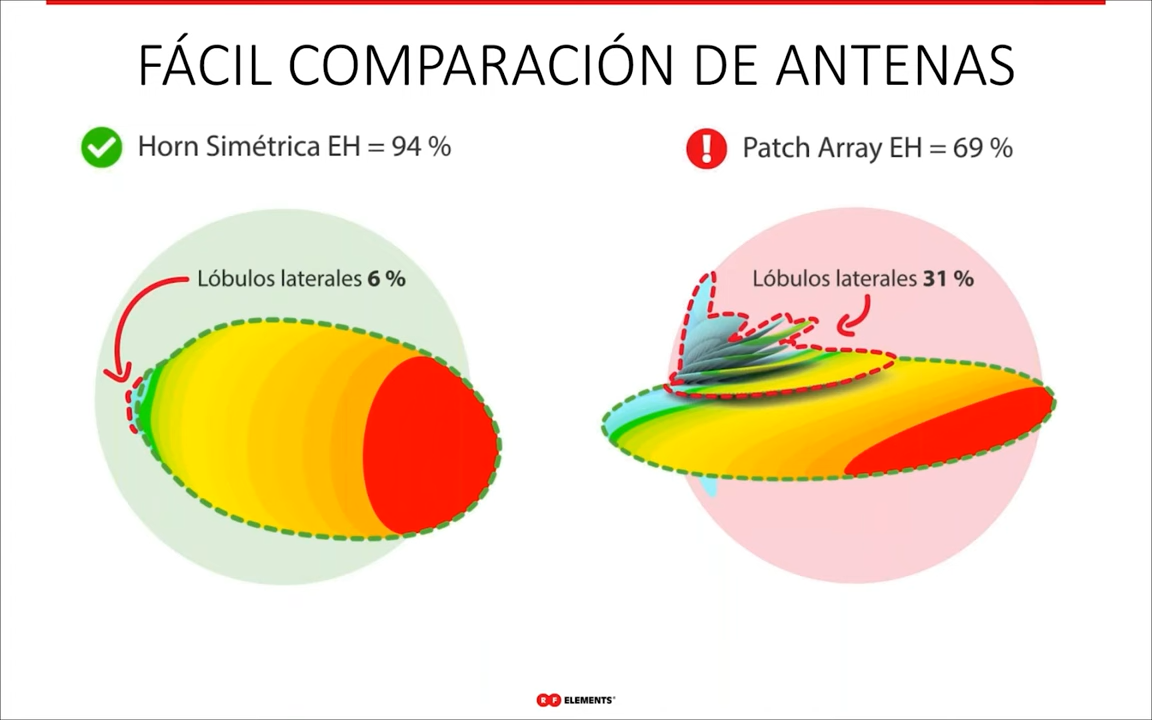 FÁCIL COMPARACIÓN DE ANTENAS
Horn Simétrica EH = 94 %
Patch Array EH = 69 %
Lóbulos laterales 6 %
Lóbulos laterales 31 %
RF ELEMENTS